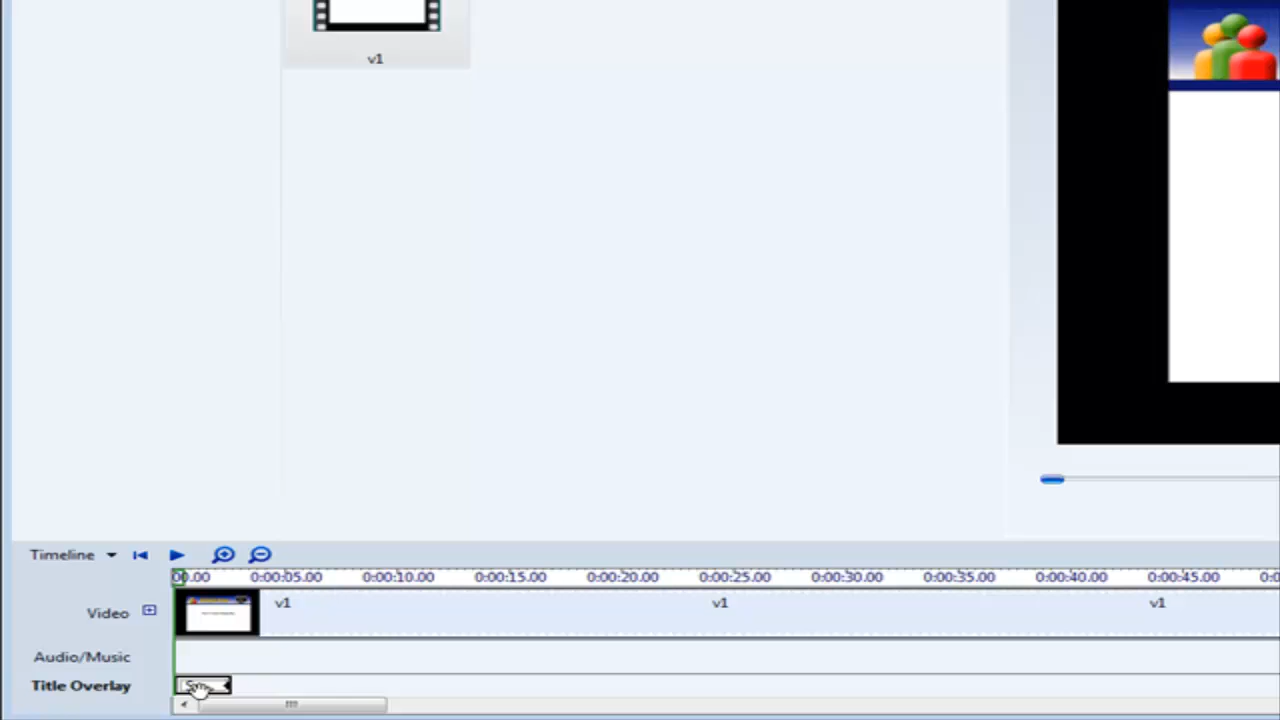 v1
Timeline
00.00 0:00:05.00 0:00:10.00 0:00:15.00 0:00:20.00 0:00:25.00 0:00:30.00 0:00:35.00 0:00:40.00 0:00:45.00
Video v1 v1 v1
Audio/Music
Title Overlay